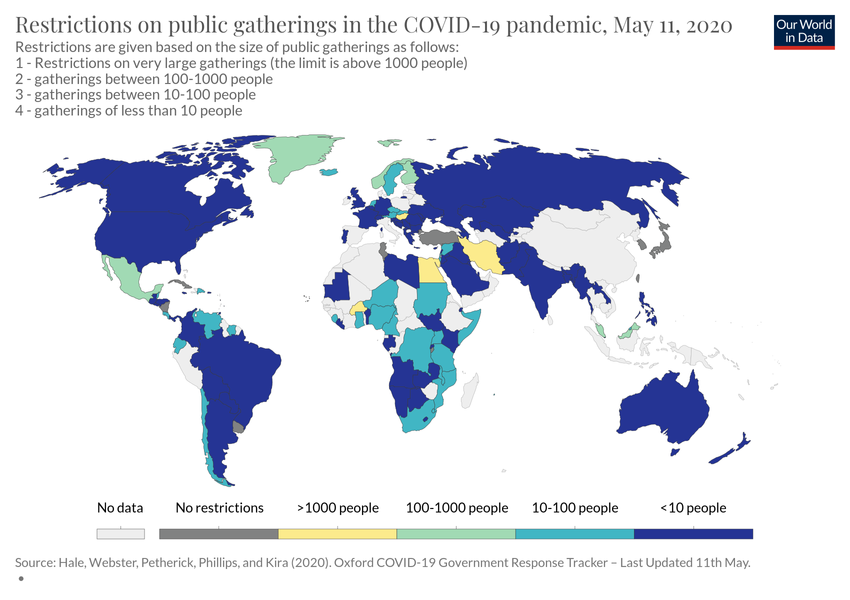 Restrictions on public gatherings in the COVID-19 pandemic, May 11, 2020
Our World
in Data
Restrictions are given based on the size of public gatherings as follows:
1 - Restrictions on very large gatherings (the limit is above 1000 people)
2 - gatherings between 100-1000 people
3 - gatherings between 10-100 people
4 - gatherings of less than 10 people
No data
No restrictions
>1000 people
100-1000 people
10-100 people
<10 people
Source: Hale, Webster, Petherick, Phillips, and Kira (2020). Oxford COVID-19 Government Response Tracker – Last Updated 11th May.
•